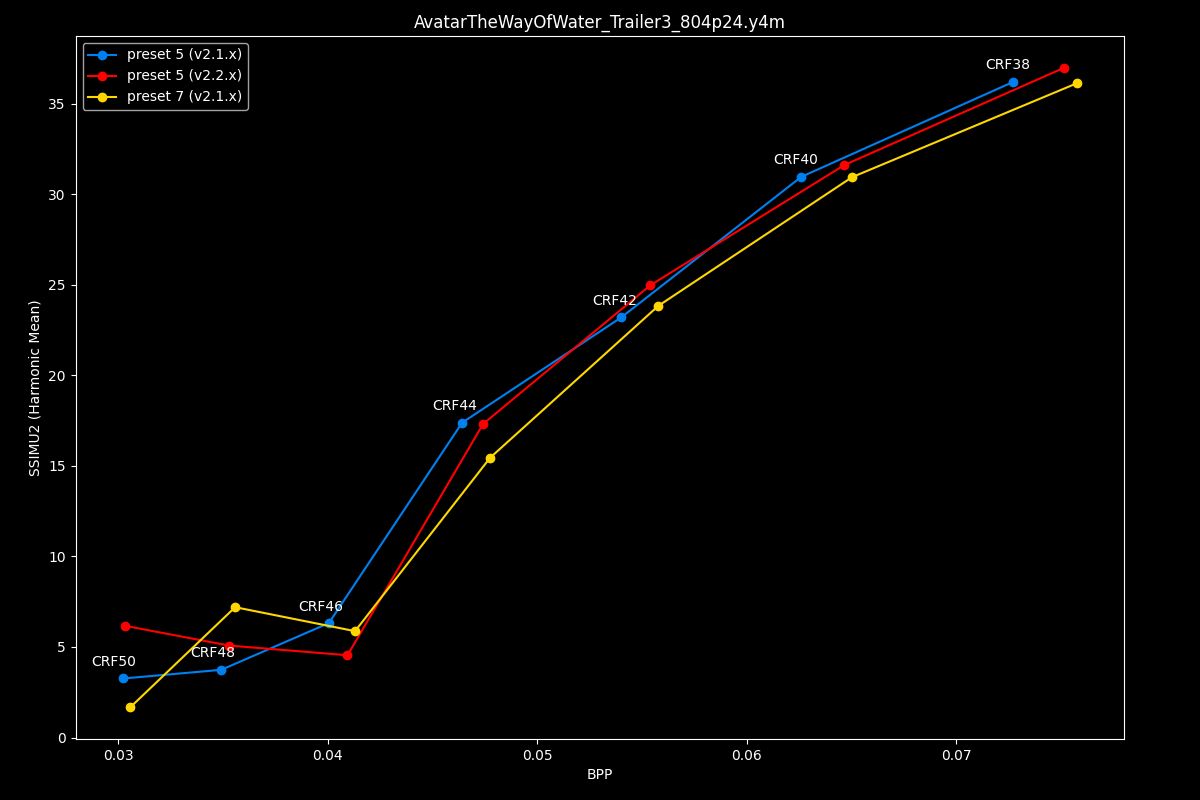 AvatarTheWayOfWater_Trailer3_804p24.y4m
preset 5 (v2.1.x)
preset 5 (v2.2.x)
preset 7 (v2.1.x)
CRF38
CRF40
CRF42
CRF44
CRF46
CRF48
CRF50
35
30
25
20
15
10
5
0
SSIMU2 (Harmonic Mean)
0.03
0.04
0.05
0.06
0.07
BPP